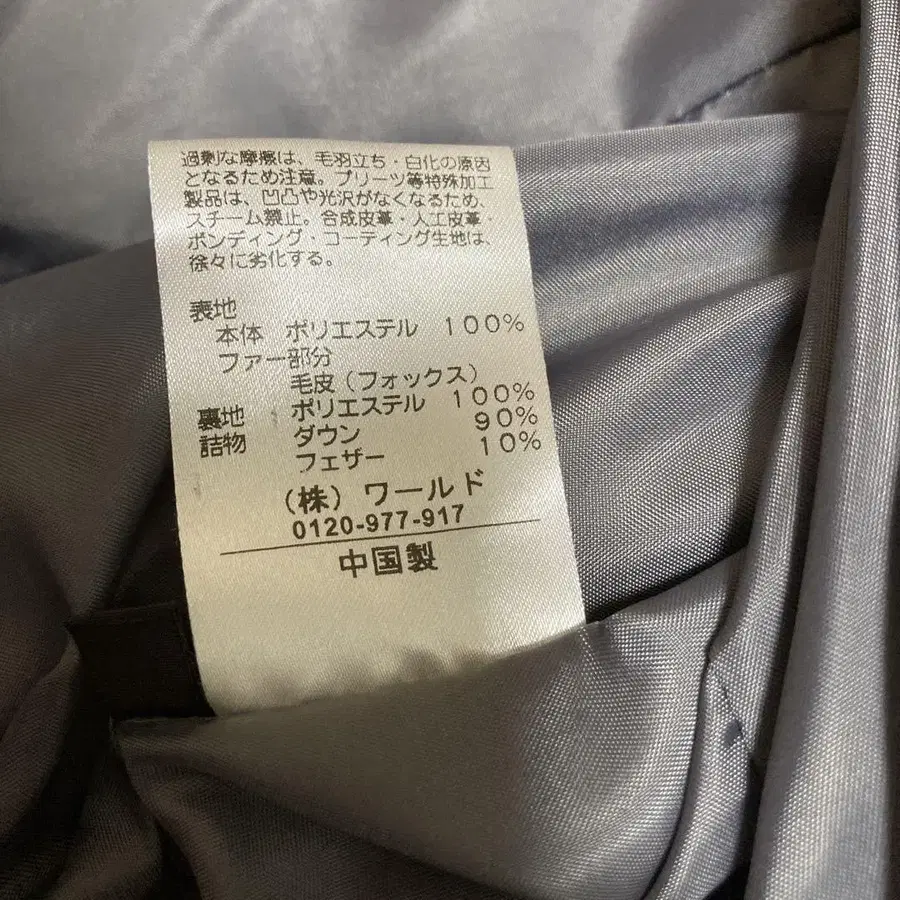 過剰な摩擦は、毛羽立ち・白化の原因
となるため注意。プリーツ等特殊加工
製品は、凹凸や光沢がなくなるため、
スチーム禁止。合成皮革・人工皮革・
ボンディング・コーティング生地は、
徐々に劣化する。
表地
本体 ポリエステル 100%
ファー部分
毛皮（フォックス）
裏地 ポリエステル 100%
詰物 ダウン 90%
フェザー 10%
（株）ワールド
0120-977-917
中国製